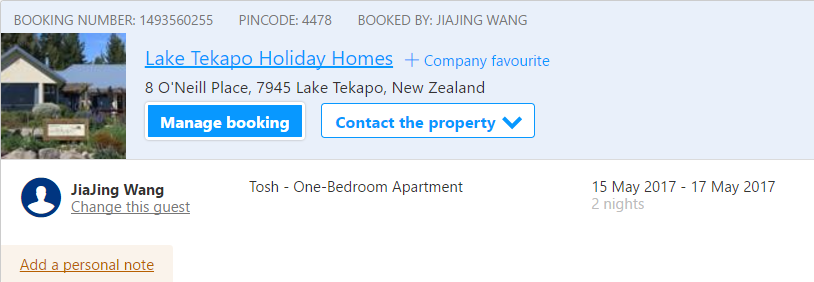 BOOKING NUMBER: 1493560255 PINCODE: 4478 BOOKED BY: JIAJING WANG
Lake Tekapo Holiday Homes + Company favourite
8 O'Neill Place, 7945 Lake Tekapo, New Zealand
Manage booking Contact the property
JiaJing Wang Tosh - One-Bedroom Apartment 15 May 2017 - 17 May 2017
Change this guest 2 nights
Add a personal note